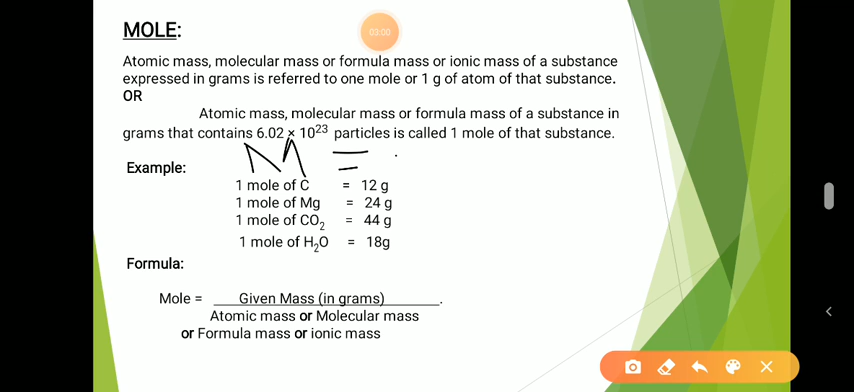 MOLE:
03:00
Atomic mass, molecular mass or formula mass or ionic mass of a substance
expressed in grams is referred to one mole or 1 g of atom of that substance.
OR
Atomic mass, molecular mass or formula mass of a substance in
grams that contains 6.02 × 10²³ particles is called 1 mole of that substance.
M =
Example:
1 mole of C = 12 g
1 mole of Mg = 24 g
1 mole of CO₂ = 44 g
1 mole of H₂O = 18g
Formula:
Mole = Given Mass (in grams) .
Atomic mass or Molecular mass
or Formula mass or ionic mass